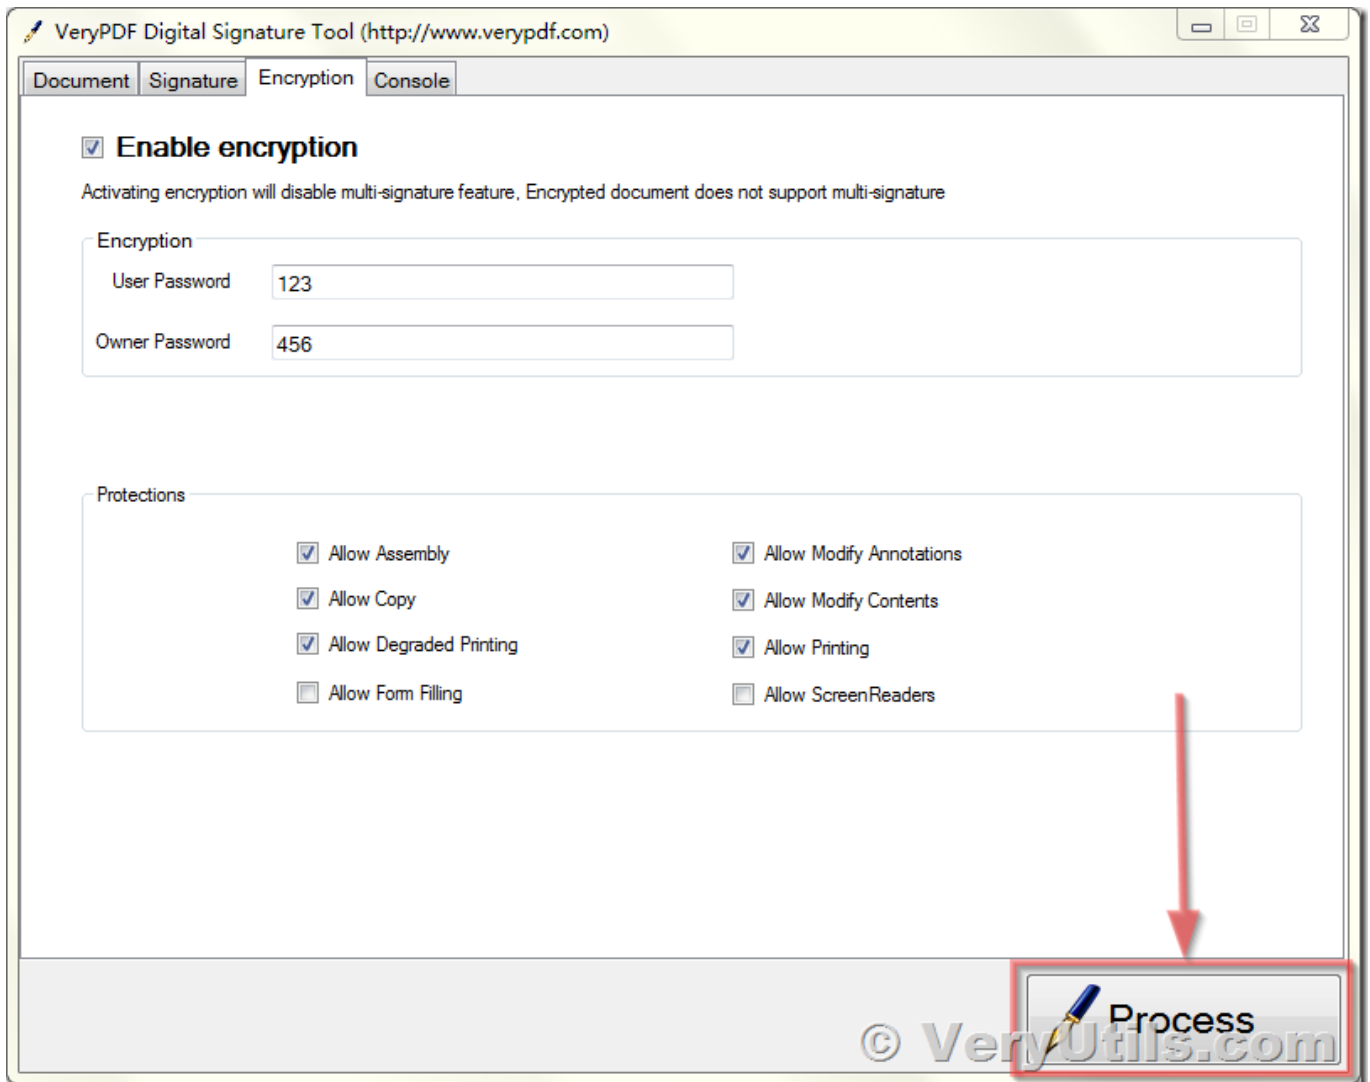 VeryPDF Digital Signature Tool (http://www.verypdf.com)
Document Signature Encryption Console
Enable encryption
Activating encryption will disable multi-signature feature, Encrypted document does not support multi-signature
Encryption
User Password 123
Owner Password 456
Protections
Allow Assembly Allow Modify Annotations
Allow Copy Allow Modify Contents
Allow Degraded Printing Allow Printing
Allow Form Filling Allow ScreenReaders
Process
© VeryUtils.com